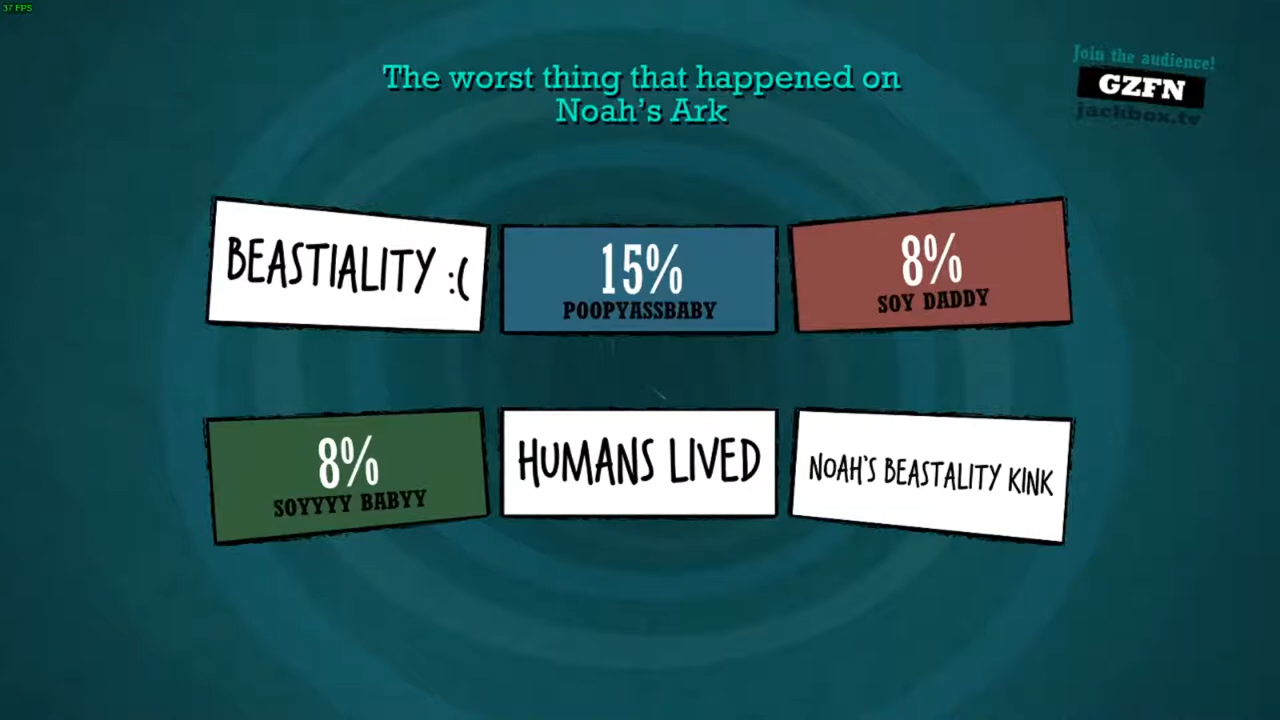 37 FPS
The worst thing that happened on
Noah's Ark
Join the audience!
GZFN
jackbox.tv
BEASTIALITY :(
15%
POOPYASSBABY
8%
SOY DADDY
8%
SOYYYY BABYY
HUMANS LIVED
NOAH'S BEASTALITY KINK